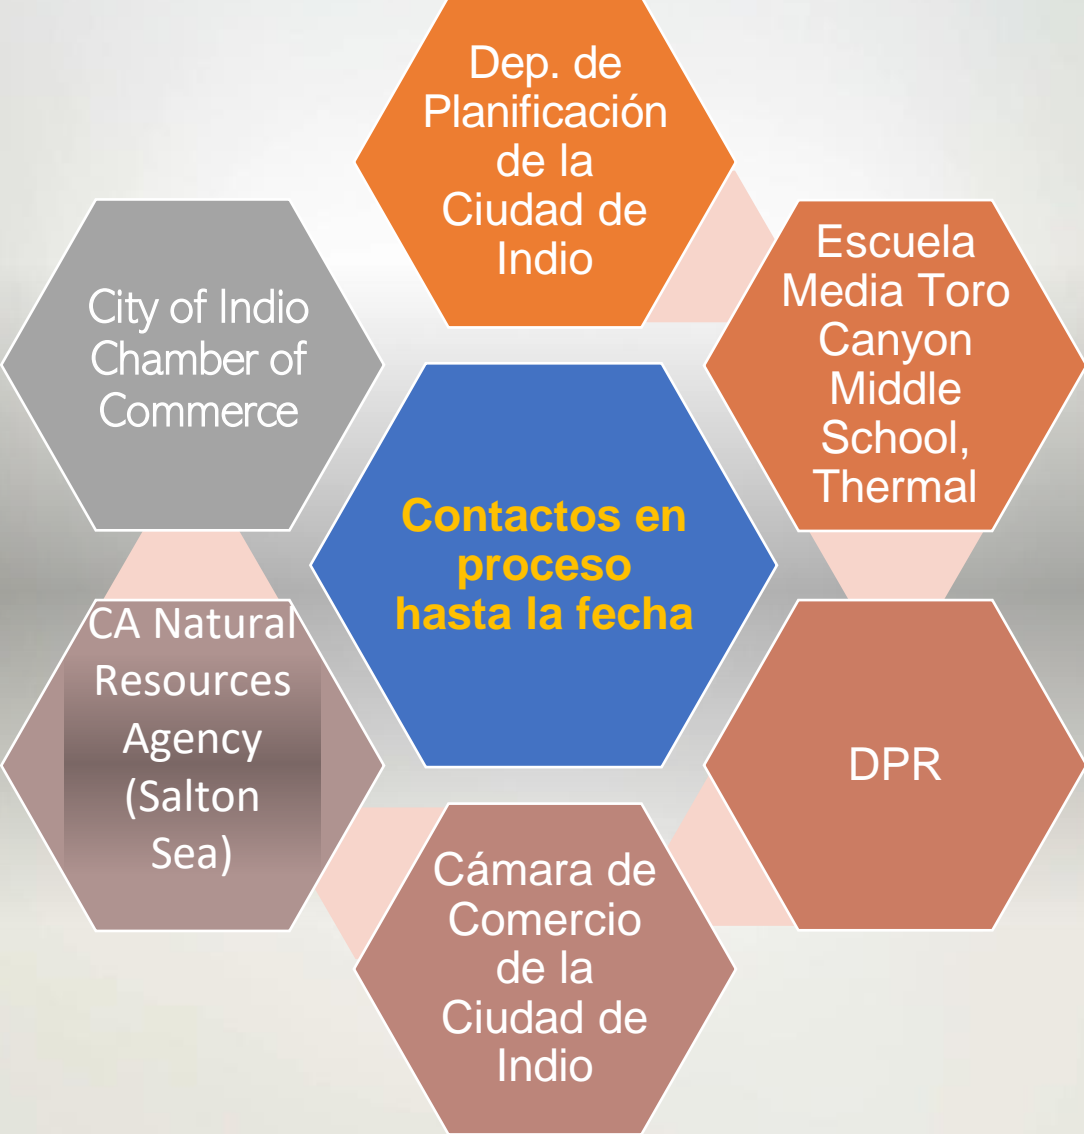 Dep. de
Planificación
de la
Ciudad de
Indio
Escuela
Media Toro
Canyon
Middle
School,
Thermal
City of Indio
Chamber of
Commerce
Contactos en
proceso
hasta la fecha
CA Natural
Resources
Agency
(Salton
Sea)
DPR
Cámara de
Comercio
de la
Ciudad de
Indio